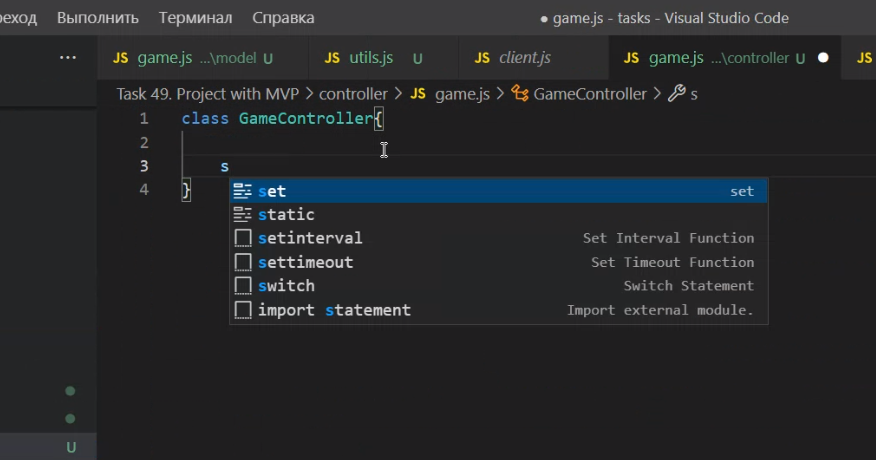 реход Выполнить Терминал Справка ● game.js - tasks - Visual Studio Code
··· JS game.js ...\model U JS utils.js U JS client.js JS game.js ...\controller U ● JS
Task 49. Project with MVP > controller > JS game.js > GameController > s
1 class GameController{
2
3 s
4 }
set set
static
setinterval Set Interval Function
settimeout Set Timeout Function
switch Switch Statement
import statement Import external module.
U